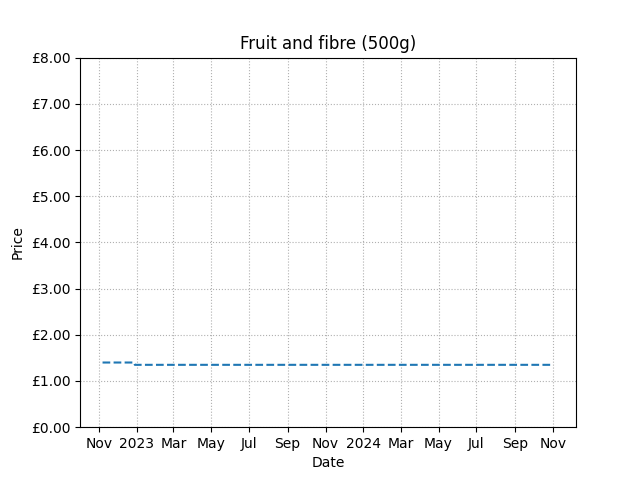 Fruit and fibre (500g)
£8.00
£7.00
£6.00
£5.00
£4.00
£3.00
£2.00
£1.00
£0.00
Price
Nov 2023 Mar May Jul Sep Nov 2024 Mar May Jul Sep Nov
Date